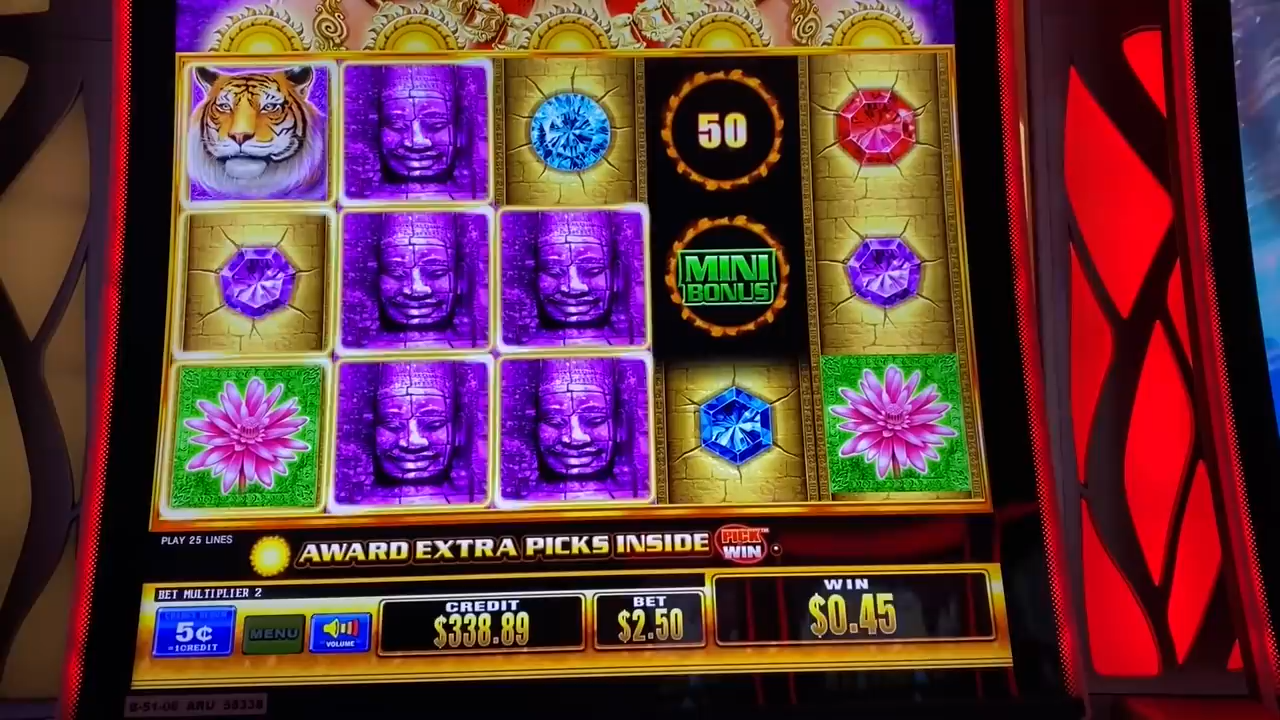 50
MINI
BONUS
PLAY 25 LINES
AWARD EXTRA PICKS INSIDE PICK WIN
BET MULTIPLIER 2
5¢
=1CREDIT
MENU
VOLUME
CREDIT
$338.89
BET
$2.50
WIN
$0.45